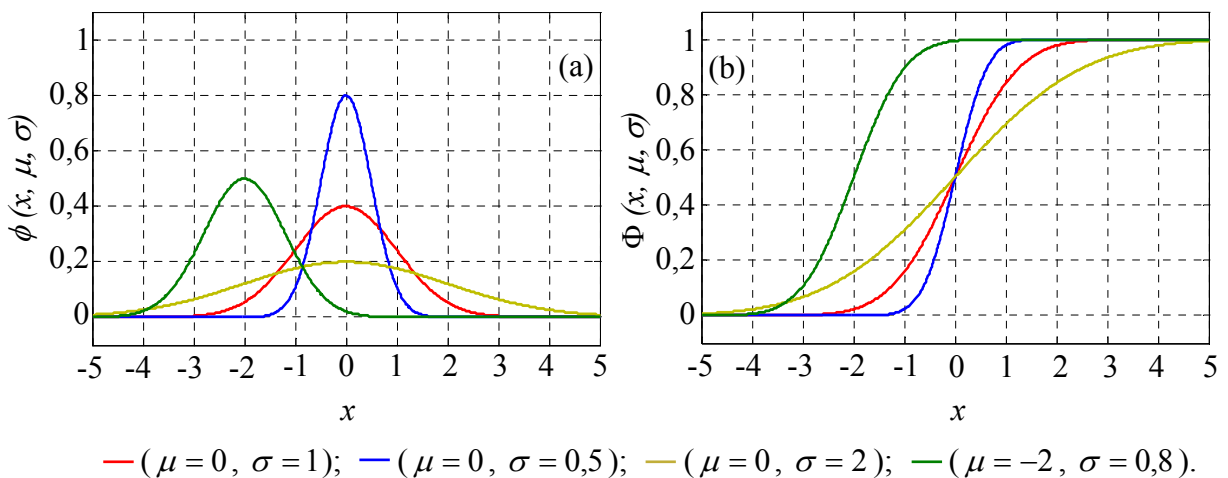 ϕ (x, μ, σ)
1
0,8
0,6
0,4
0,2
0
(a)
-5 -4 -3 -2 -1 0 1 2 3 4 5
x
Φ (x, μ, σ)
1
0,8
0,6
0,4
0,2
0
(b)
-5 -4 -3 -2 -1 0 1 2 3 4 5
x
( μ = 0 , σ = 1); ( μ = 0 , σ = 0,5); ( μ = 0 , σ = 2); ( μ = −2 , σ = 0,8).